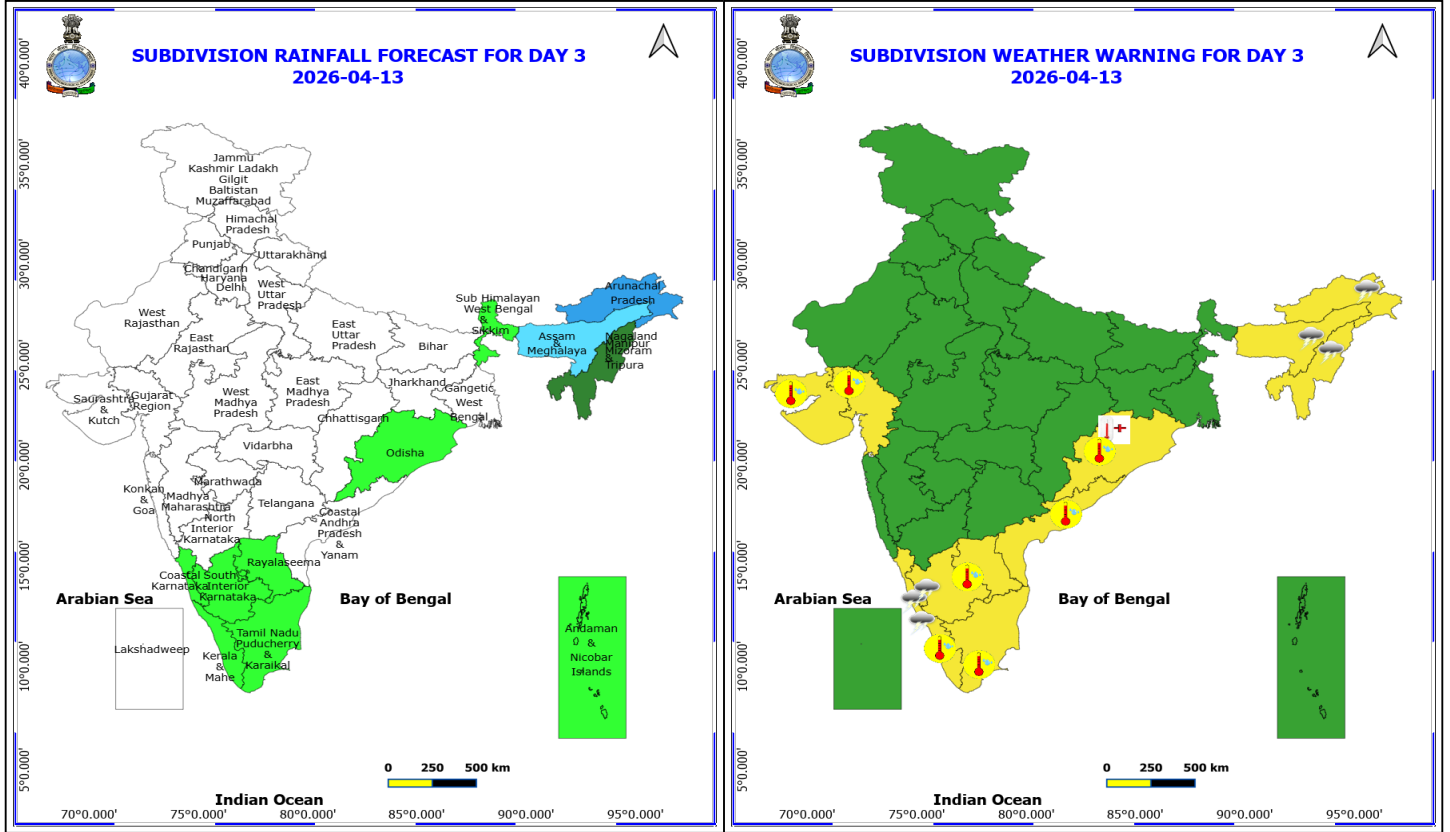 SUBDIVISION RAINFALL FORECAST FOR DAY 3
2026-04-13
40°0.000'
35°0.000'
30°0.000'
25°0.000'
20°0.000'
15°0.000'
10°0.000'
5°0.000'
Jammu
Kashmir Ladakh
Gilgit
Baltistan
Muzaffarabad
Himachal
Pradesh
Punjab
Uttarakhand
Chandigarh
Haryana
Delhi
West
Uttar
Pradesh
West
Rajasthan
East
Rajasthan
East
Uttar
Pradesh
Bihar
Sub Himalayan
West Bengal
&
Sikkim
Arunachal
Pradesh
Assam
&
Meghalaya
Nagaland
Manipur
Mizoram
&
Tripura
Saurashtra
&
Kutch
Gujarat
Region
West
Madhya
Pradesh
East
Madhya
Pradesh
Jharkhand
Gangetic
West
Bengal
Chhattisgarh
Odisha
Vidarbha
Konkan
&
Goa
Madhya
Maharashtra
Marathwada
Telangana
North
Interior
Karnataka
Coastal
Andhra
Pradesh
&
Yanam
Rayalaseema
Coastal
Karnataka
South
Interior
Karnataka
Tamil Nadu
Puducherry
&
Karaikal
Kerala
&
Mahe
Lakshadweep
Andaman
&
Nicobar
Islands
Arabian Sea
Bay of Bengal
Indian Ocean
0 250 500 km
70°0.000' 75°0.000' 80°0.000' 85°0.000' 90°0.000' 95°0.000'
SUBDIVISION WEATHER WARNING FOR DAY 3
2026-04-13
40°0.000'
35°0.000'
30°0.000'
25°0.000'
20°0.000'
15°0.000'
10°0.000'
5°0.000'
Arabian Sea
Bay of Bengal
Indian Ocean
0 250 500 km
70°0.000' 75°0.000' 80°0.000' 85°0.000' 90°0.000' 95°0.000'